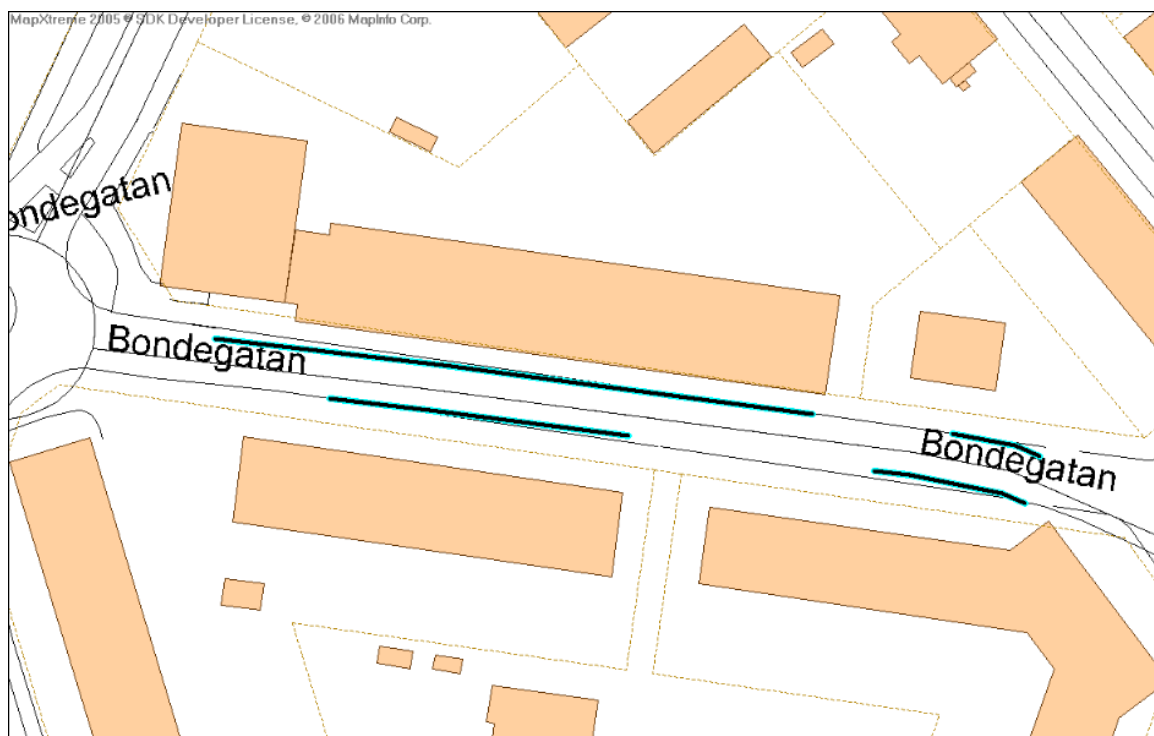 MapXtreme 2005 ® SDK Developer License, © 2006 MapInfo Corp.
ondegatan
Bondegatan
Bondegatan